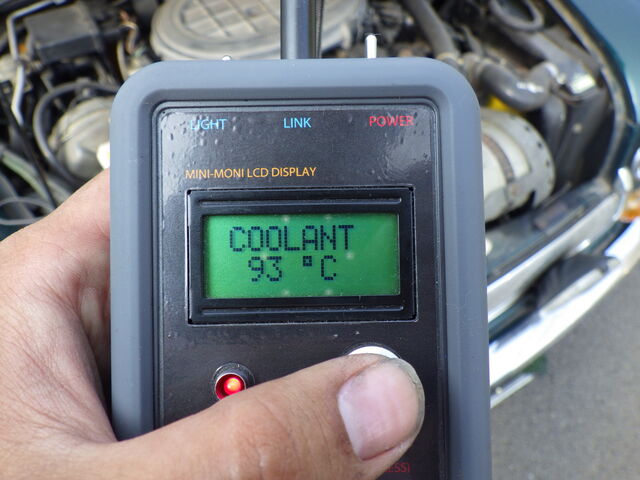 LIGHT LINK POWER
MINI-MONI LCD DISPLAY
COOLANT
93 °C